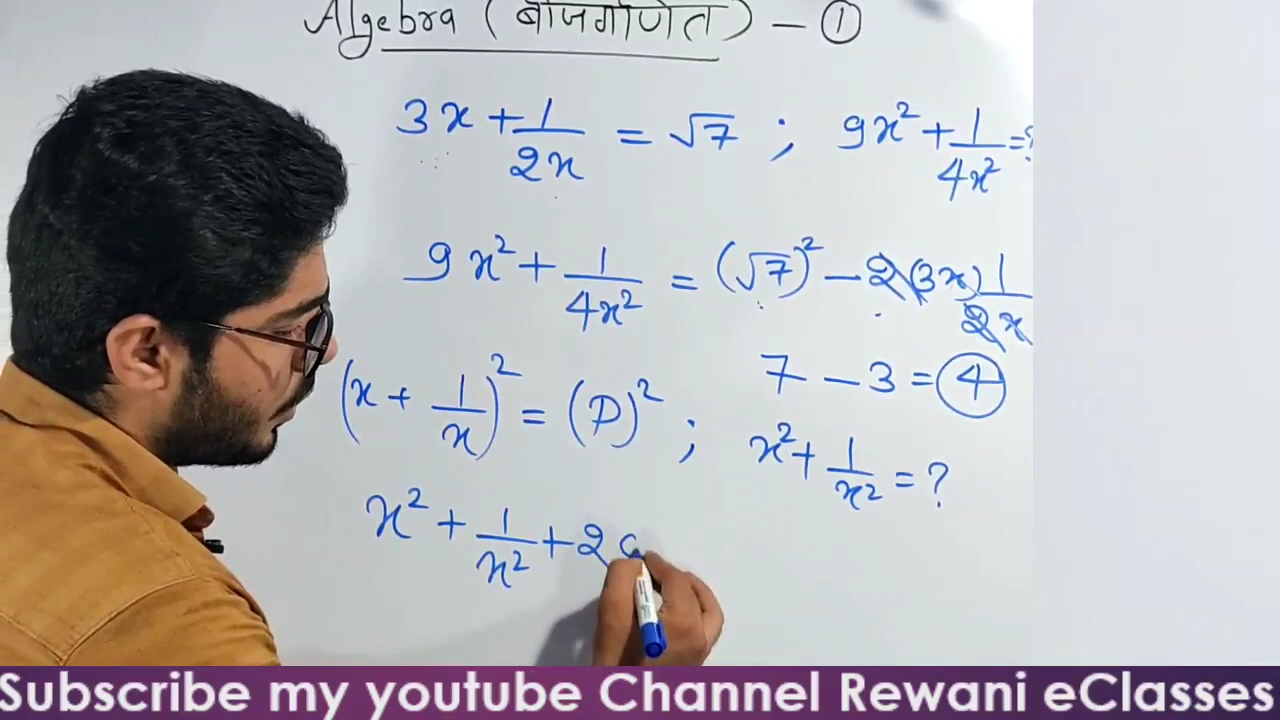 Algebra (बीजगणित) — ①
3x + 1/2x = √7 ; 9x² + 1/4x² = ?
9x² + 1/4x² = (√7)² − 2(3x) 1/2x
7 − 3 = 4
(x + 1/x)² = (P)² ; x² + 1/x² = ?
x² + 1/x² + 2
Subscribe my youtube Channel Rewani eClasses